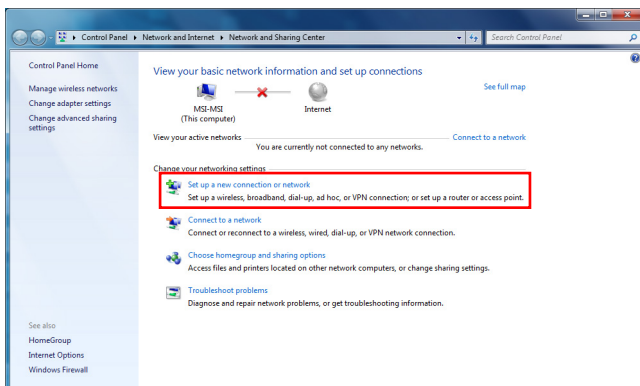 Control Panel ▸ Network and Internet ▸ Network and Sharing Center
Search Control Panel
Control Panel Home
Manage wireless networks
Change adapter settings
Change advanced sharing
settings
See also
HomeGroup
Internet Options
Windows Firewall
View your basic network information and set up connections
See full map
MSI-MSI
(This computer)
Internet
View your active networks
Connect to a network
You are currently not connected to any networks.
Change your networking settings
Set up a new connection or network
Set up a wireless, broadband, dial-up, ad hoc, or VPN connection; or set up a router or access point.
Connect to a network
Connect or reconnect to a wireless, wired, dial-up, or VPN network connection.
Choose homegroup and sharing options
Access files and printers located on other network computers, or change sharing settings.
Troubleshoot problems
Diagnose and repair network problems, or get troubleshooting information.